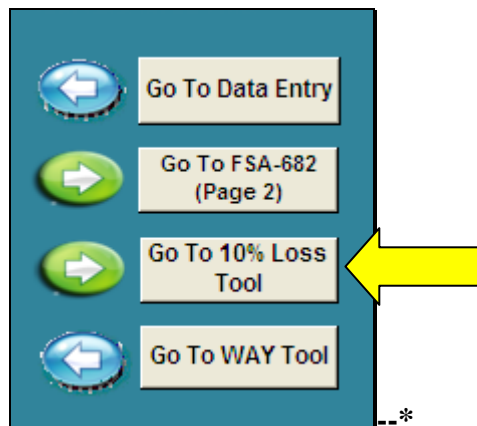 Go To Data Entry
Go To FSA-682
(Page 2)
Go To 10% Loss
Tool
Go To WAY Tool
--*